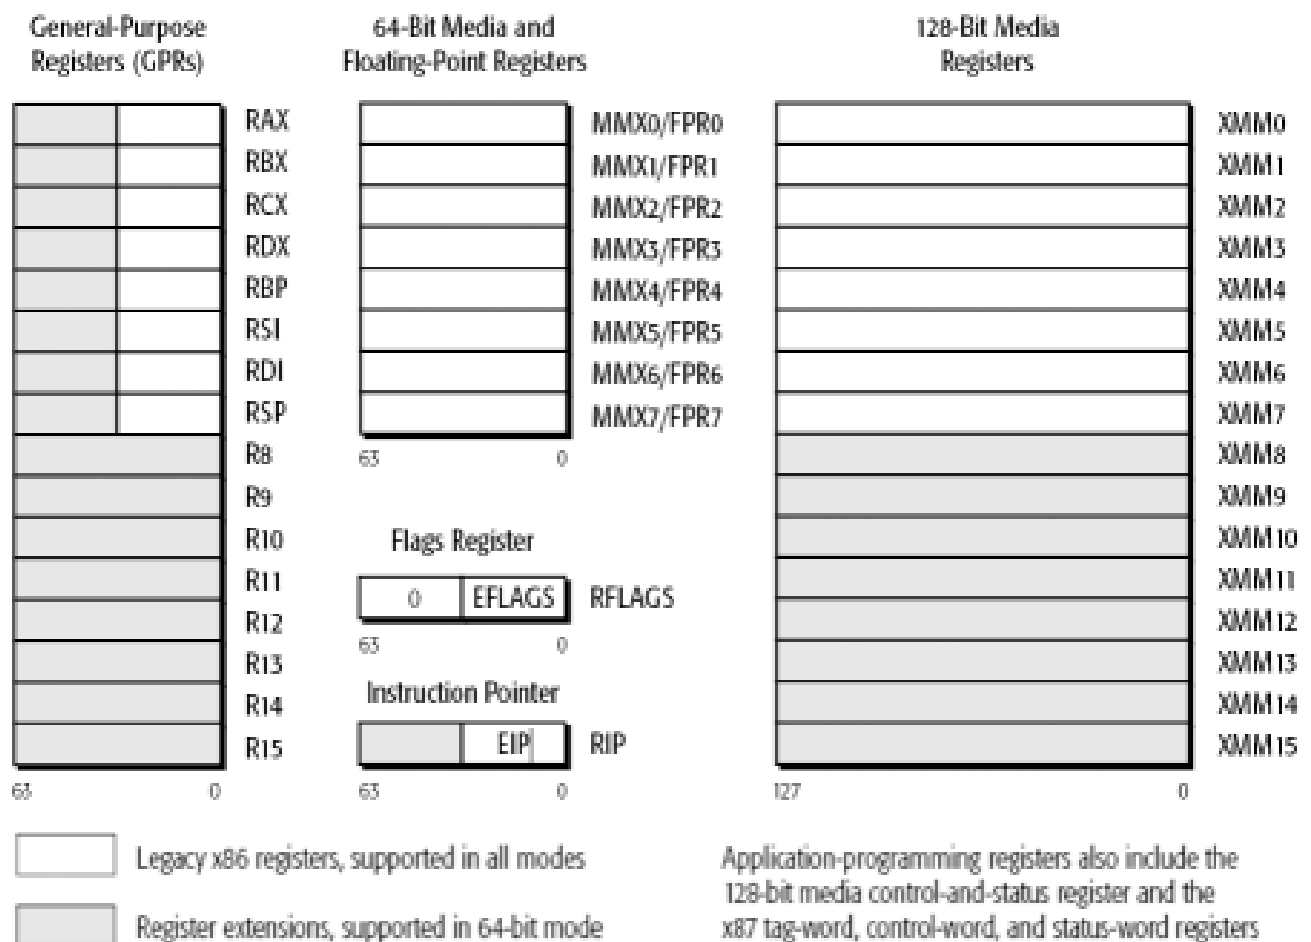 General-Purpose
Registers (GPRs)
RAX
RBX
RCX
RDX
RBP
RSI
RDI
RSP
R8
R9
R10
R11
R12
R13
R14
R15
63 0
64-Bit Media and
Floating-Point Registers
MMX0/FPR0
MMX1/FPR1
MMX2/FPR2
MMX3/FPR3
MMX4/FPR4
MMX5/FPR5
MMX6/FPR6
MMX7/FPR7
63 0
Flags Register
0 EFLAGS RFLAGS
63 0
Instruction Pointer
EIP RIP
63 0
128-Bit Media
Registers
XMM0
XMM1
XMM2
XMM3
XMM4
XMM5
XMM6
XMM7
XMM8
XMM9
XMM10
XMM11
XMM12
XMM13
XMM14
XMM15
127 0
Legacy x86 registers, supported in all modes
Register extensions, supported in 64-bit mode
Application-programming registers also include the
128-bit media control-and-status register and the
x87 tag-word, control-word, and status-word registers